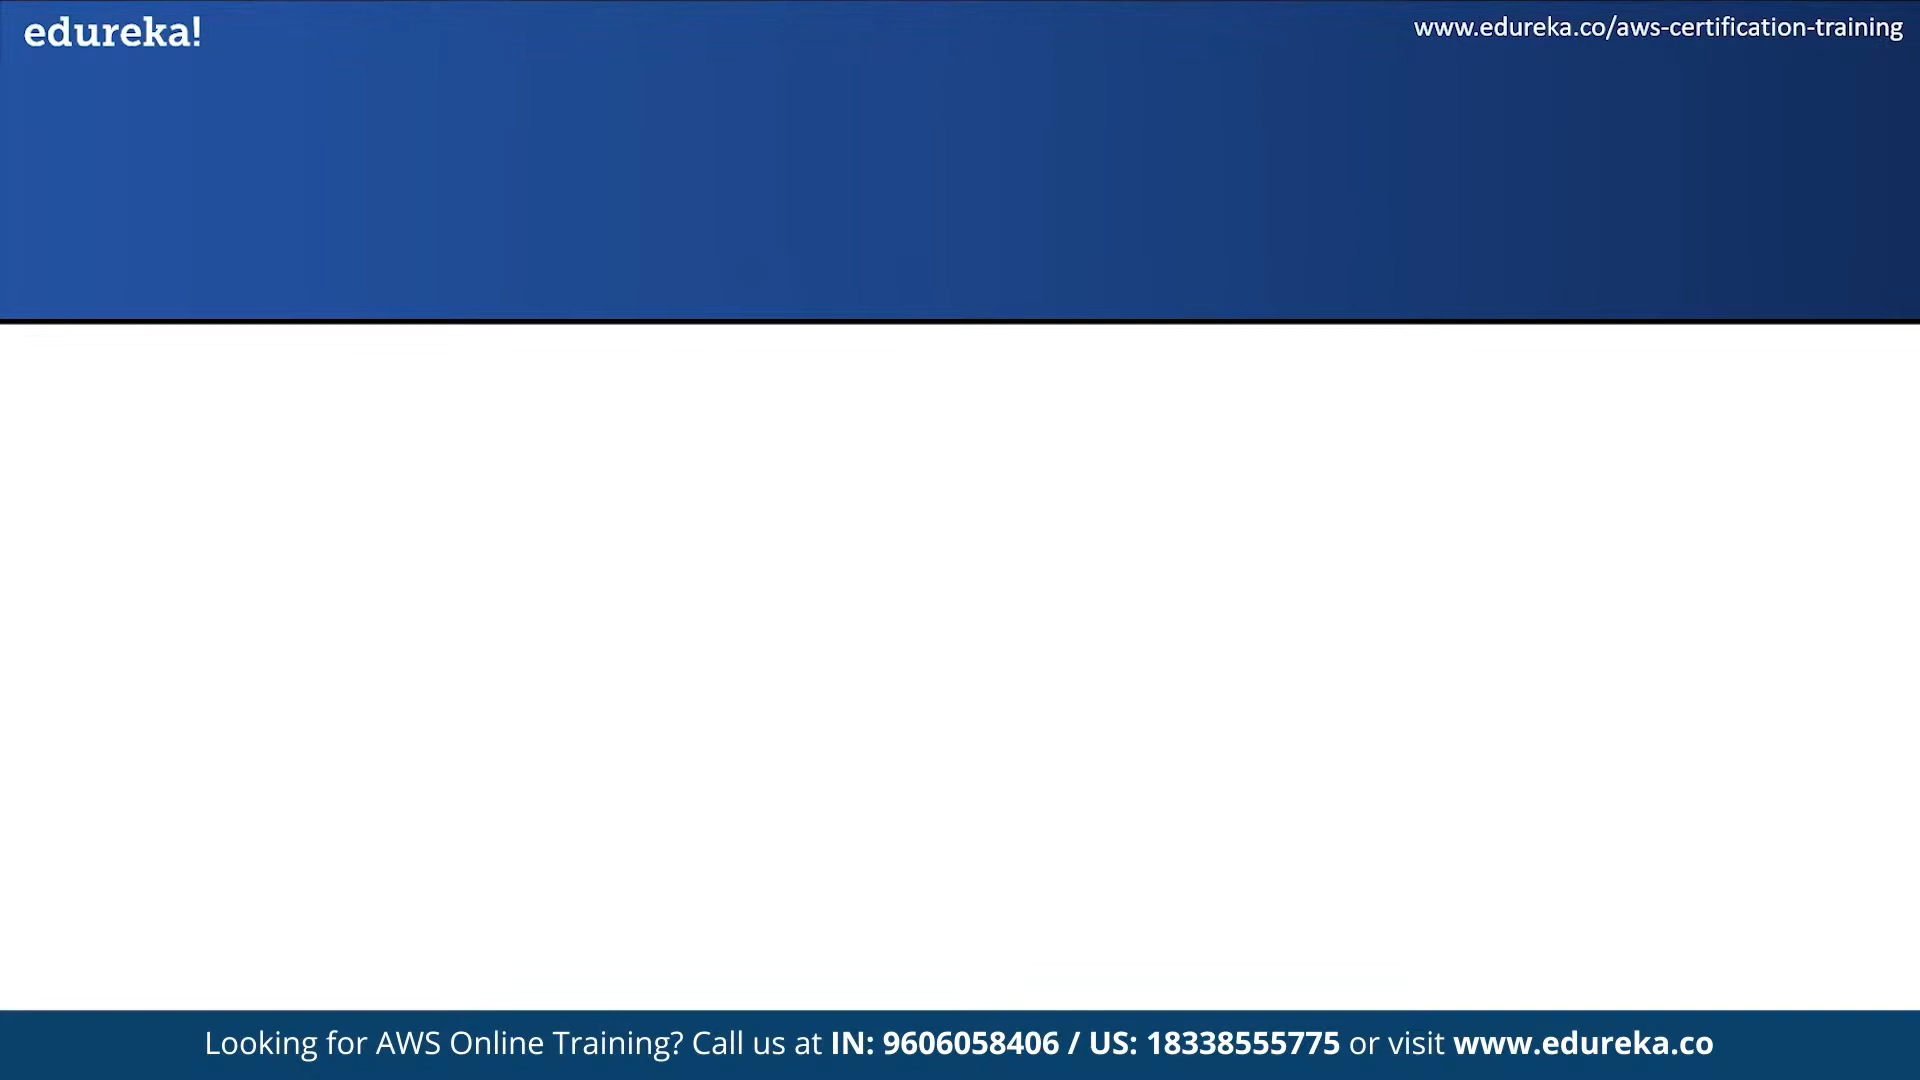 edureka!
www.edureka.co/aws-certification-training
Looking for AWS Online Training? Call us at IN: 9606058406 / US: 18338555775 or visit www.edureka.co